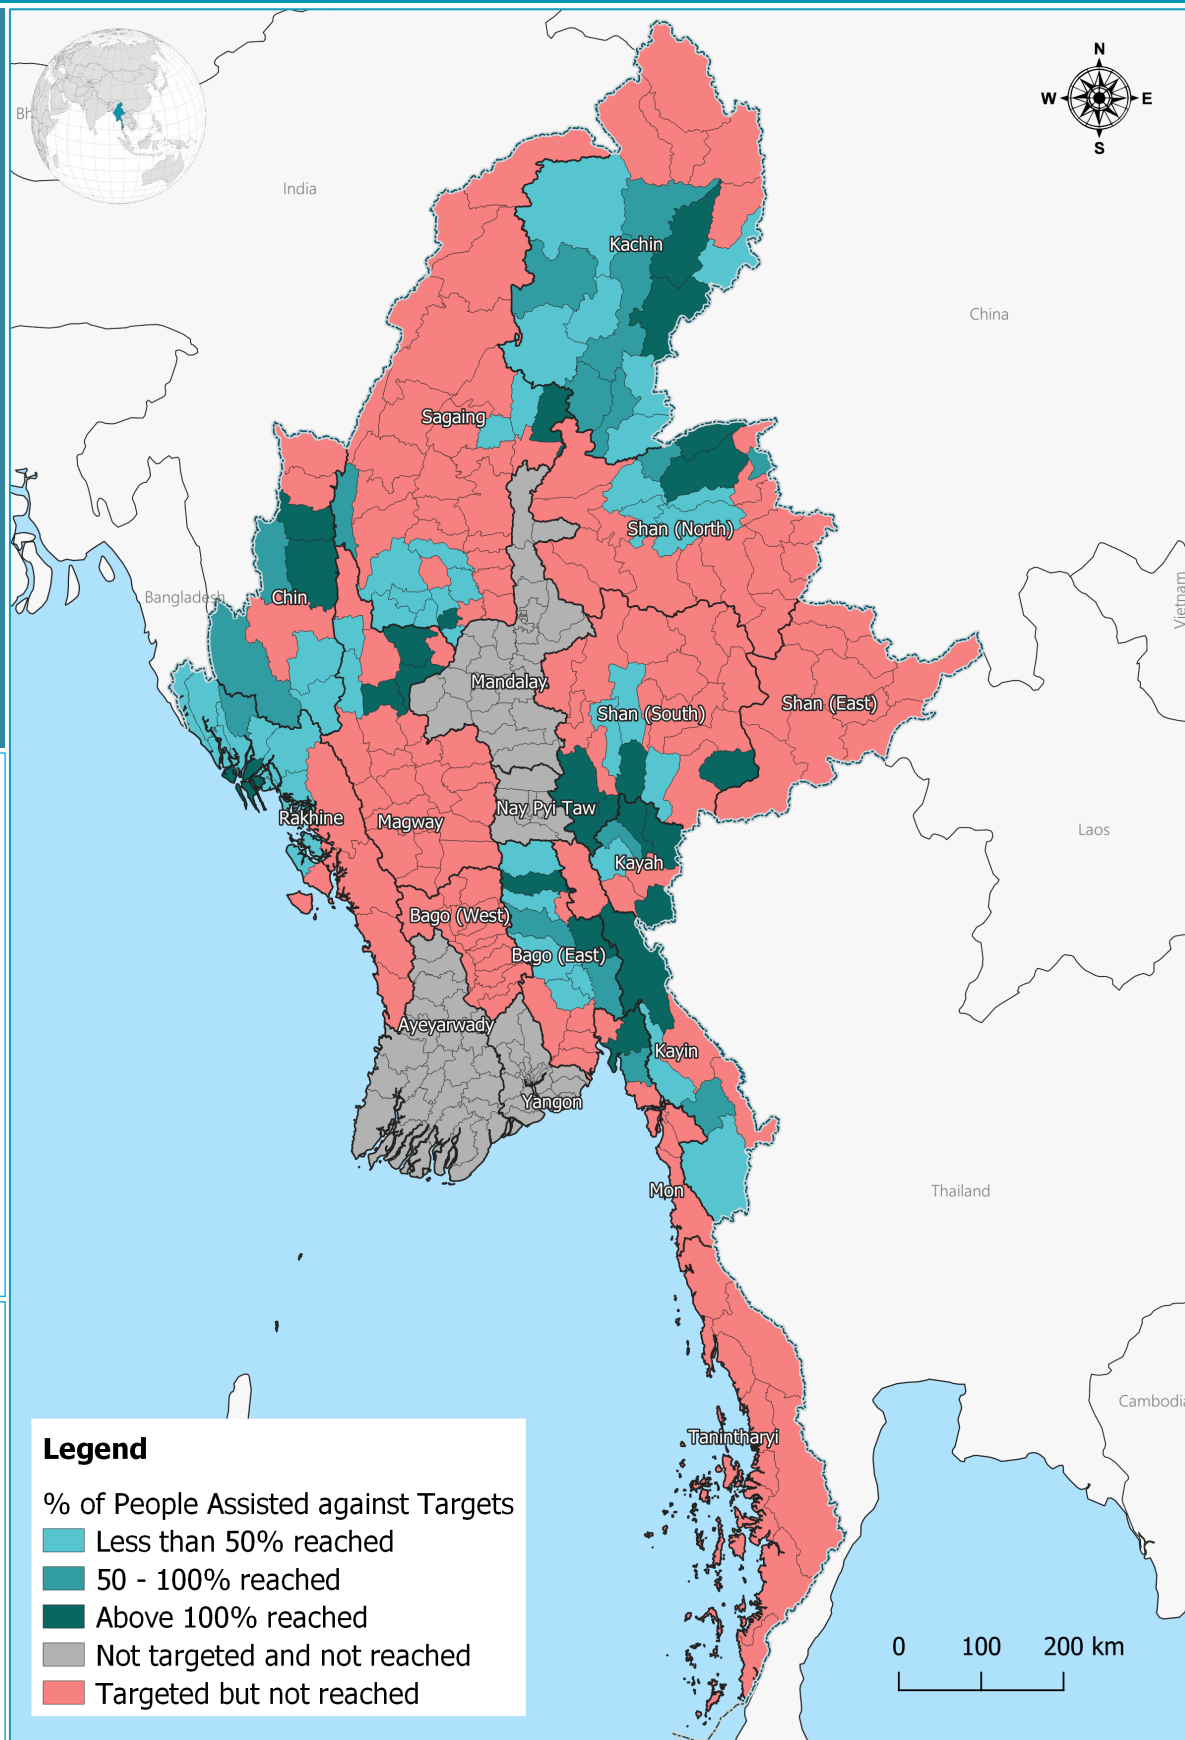 N
W
E
S
Bh
India
Kachin
China
Sagaing
Shan (North)
Bangladesh
Chin
Vietnam
Mandalay
Shan (East)
Shan (South)
Nay Pyi Taw
Rakhine
Magway
Laos
Kayah
Bago (West)
Bago (East)
Ayeyarwady
Kayin
Yangon
Mon
Thailand
Cambodia
Tanintharyi
Legend
% of People Assisted against Targets
Less than 50% reached
50 - 100% reached
Above 100% reached
Not targeted and not reached
Targeted but not reached
0 100 200 km